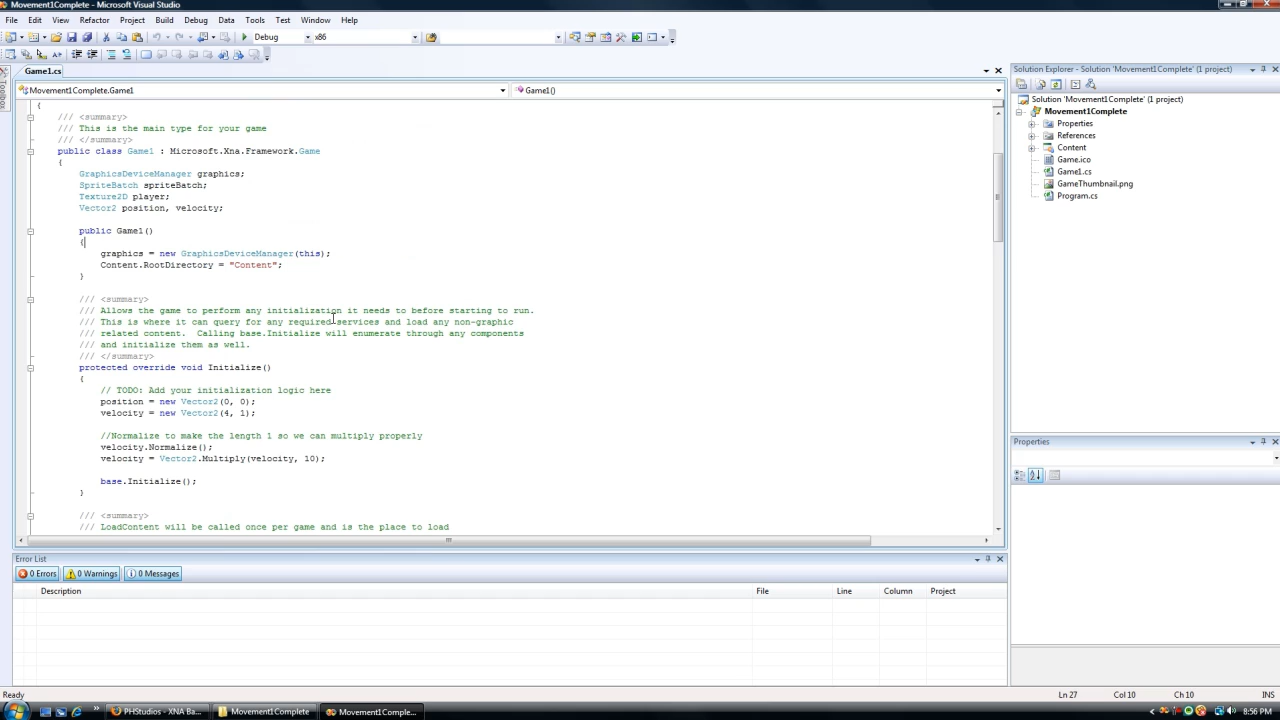 Movement1Complete - Microsoft Visual Studio
File Edit View Refactor Project Build Debug Data Tools Test Window Help
Debug x86
Toolbox
Game1.cs
Movement1Complete.Game1 Game1()
{
/// <summary>
/// This is the main type for your game
/// </summary>
public class Game1 : Microsoft.Xna.Framework.Game
{
GraphicsDeviceManager graphics;
SpriteBatch spriteBatch;
Texture2D player;
Vector2 position, velocity;
public Game1()
{
graphics = new GraphicsDeviceManager(this);
Content.RootDirectory = "Content";
}
/// <summary>
/// Allows the game to perform any initialization it needs to before starting to run.
/// This is where it can query for any required services and load any non-graphic
/// related content.  Calling base.Initialize will enumerate through any components
/// and initialize them as well.
/// </summary>
protected override void Initialize()
{
// TODO: Add your initialization logic here
position = new Vector2(0, 0);
velocity = new Vector2(4, 1);
//Normalize to make the length 1 so we can multiply properly
velocity.Normalize();
velocity = Vector2.Multiply(velocity, 10);
base.Initialize();
}
/// <summary>
/// LoadContent will be called once per game and is the place to load
Solution Explorer - Solution 'Movement1Complete' (1 project)
Solution 'Movement1Complete' (1 project)
Movement1Complete
Properties
References
Content
Game.ico
Game1.cs
GameThumbnail.png
Program.cs
Properties
Error List
0 Errors 0 Warnings 0 Messages
Description File Line Column Project
Ready Ln 27 Col 10 Ch 10 INS
PHStudios - XNA Ba... Movement1Complete Movement1Comple... 8:56 PM